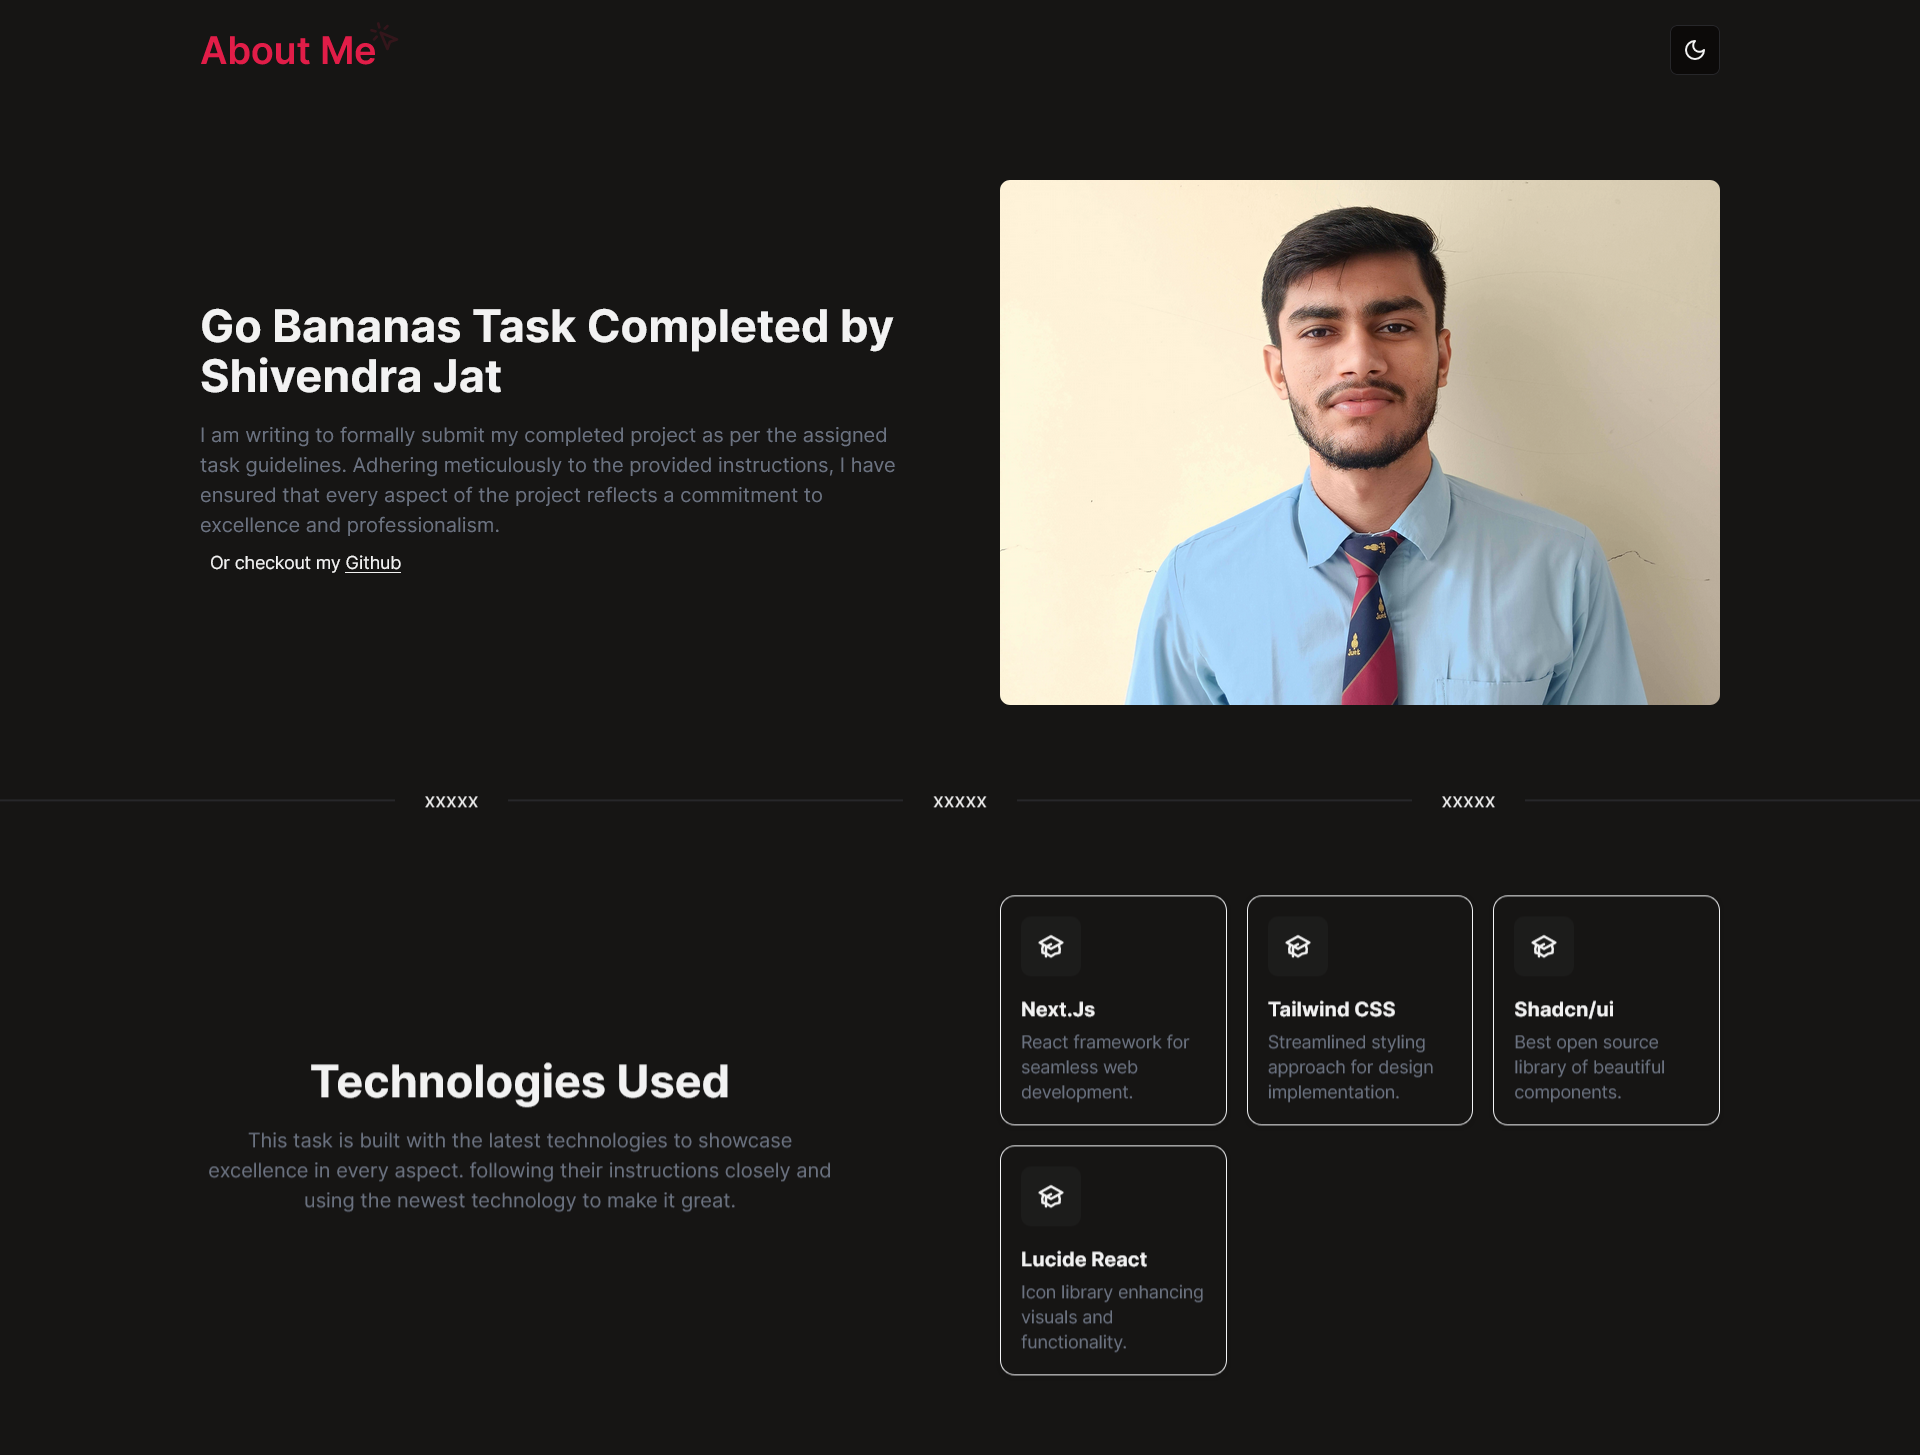 About Me
Go Bananas Task Completed by
Shivendra Jat
I am writing to formally submit my completed project as per the assigned
task guidelines. Adhering meticulously to the provided instructions, I have
ensured that every aspect of the project reflects a commitment to
excellence and professionalism.
Or checkout my Github
xxxxx
xxxxx
xxxxx
Technologies Used
This task is built with the latest technologies to showcase
excellence in every aspect. following their instructions closely and
using the newest technology to make it great.
Next.Js
React framework for
seamless web
development.
Tailwind CSS
Streamlined styling
approach for design
implementation.
Shadcn/ui
Best open source
library of beautiful
components.
Lucide React
Icon library enhancing
visuals and
functionality.